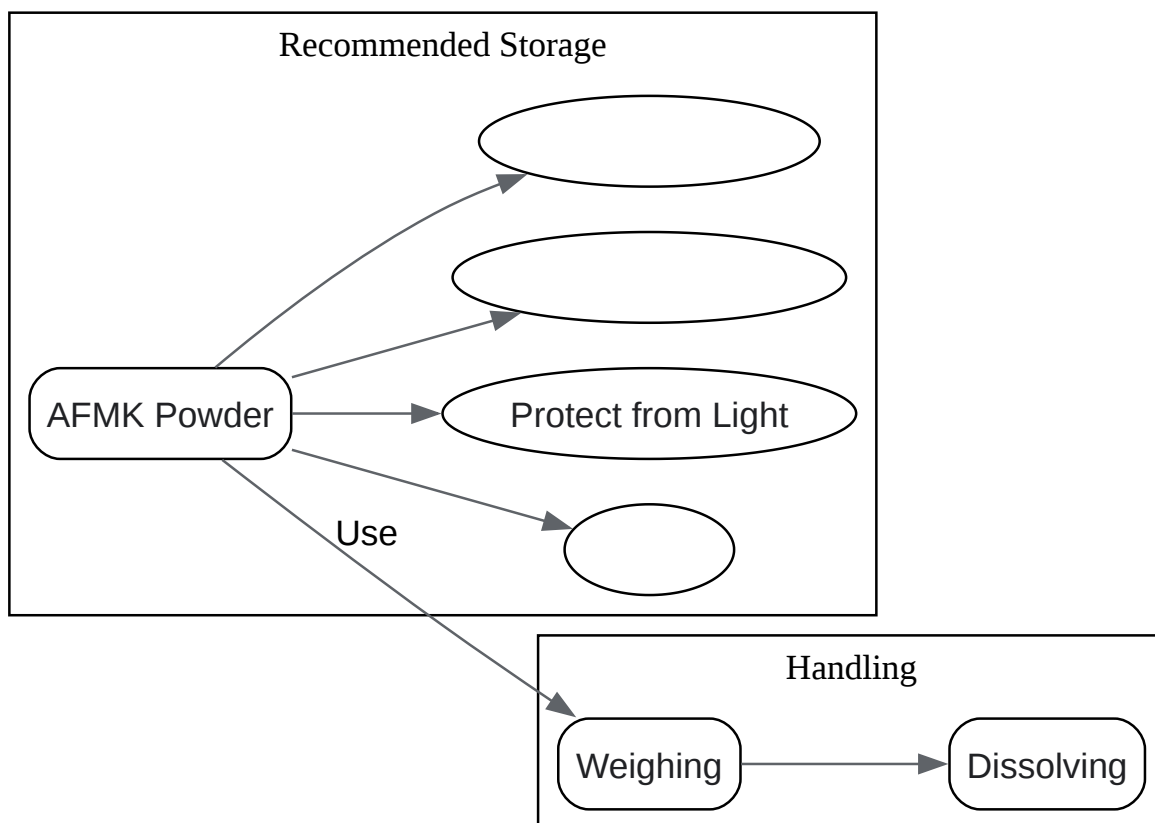 Recommended Storage
AFMK Powder
Protect from Light
Use
Handling
Weighing
Dissolving